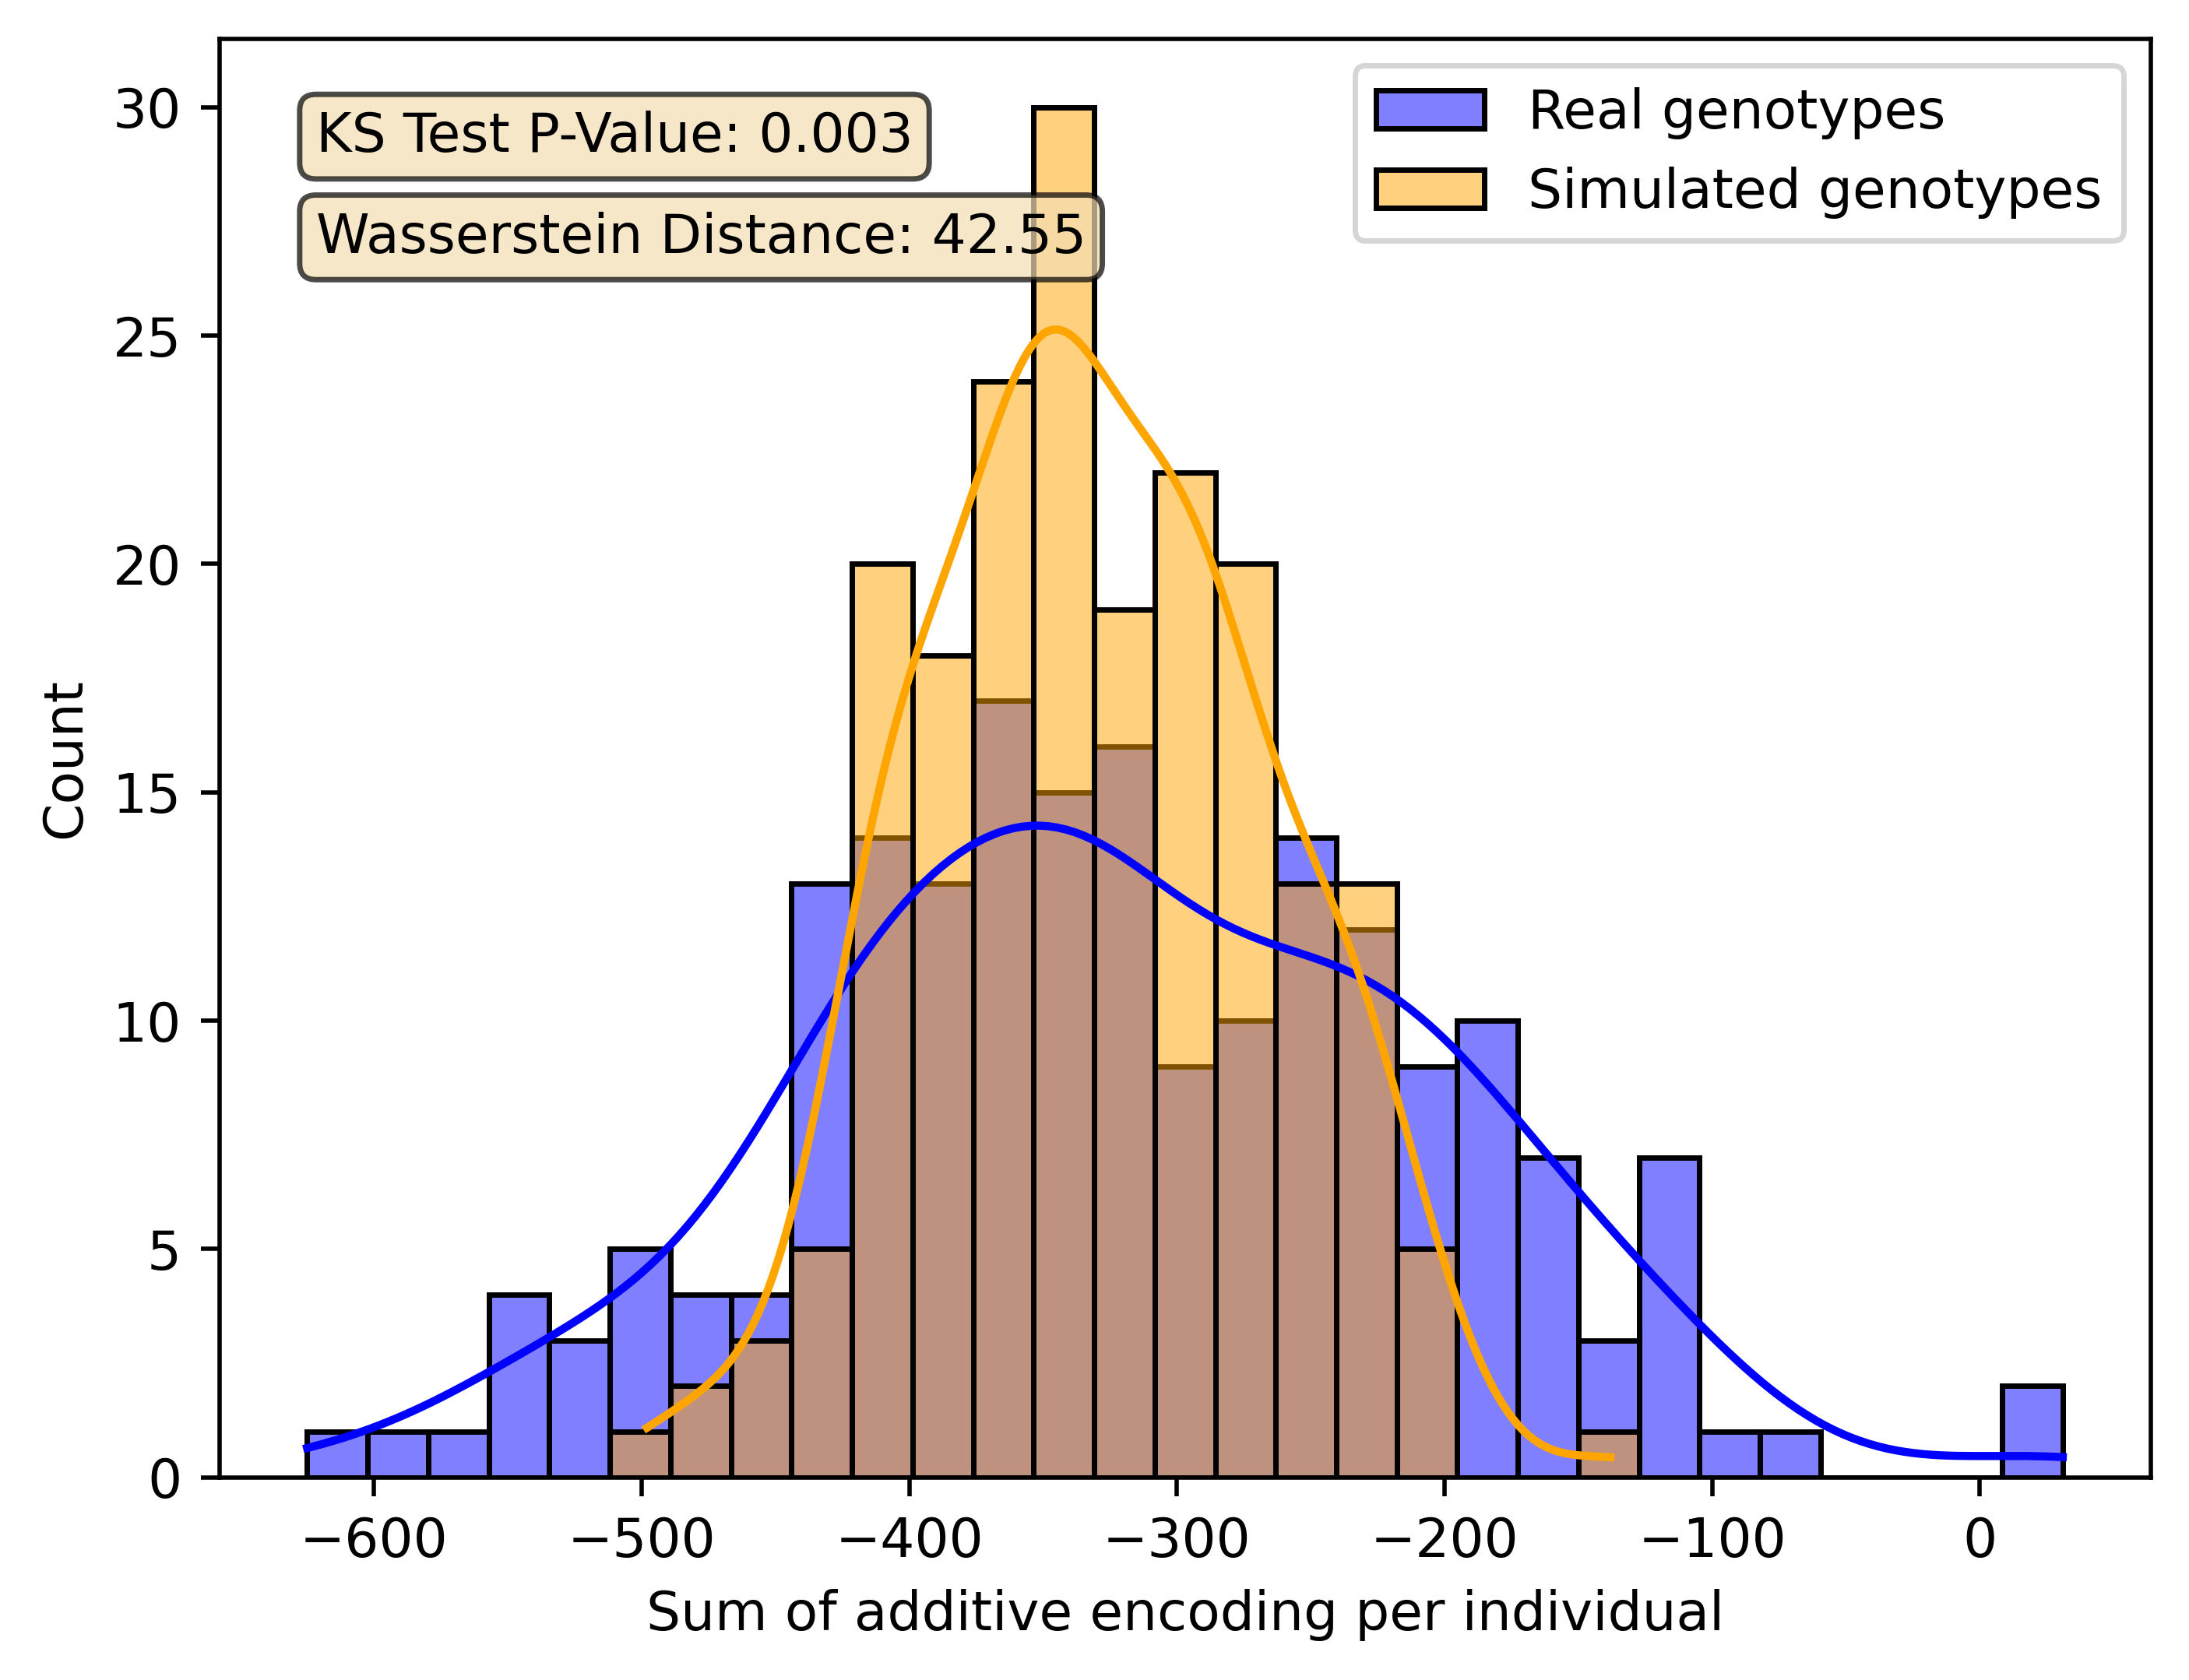 KS Test P-Value: 0.003
Wasserstein Distance: 42.55
Real genotypes
Simulated genotypes
Count
30
25
20
15
10
5
0
−600 −500 −400 −300 −200 −100 0
Sum of additive encoding per individual